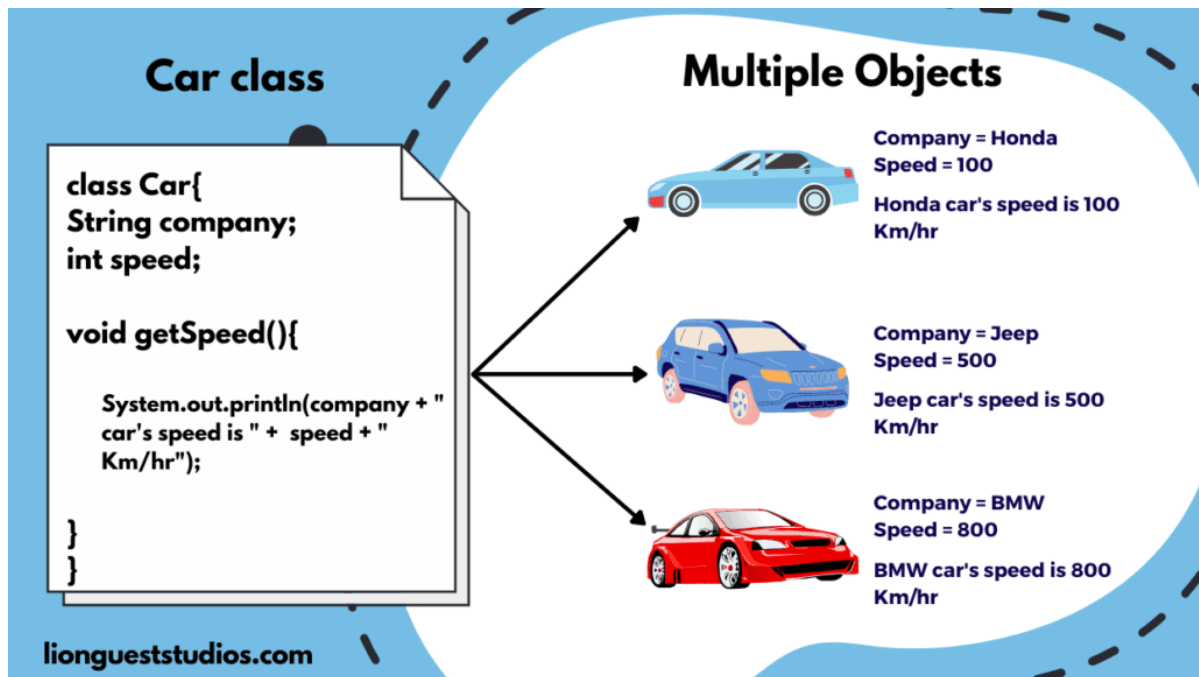 Car class
class Car{
String company;
int speed;
void getSpeed(){
System.out.println(company + "
car's speed is " + speed + "
Km/hr");
}
}
liongueststudios.com
Multiple Objects
Company = Honda
Speed = 100
Honda car's speed is 100
Km/hr
Company = Jeep
Speed = 500
Jeep car's speed is 500
Km/hr
Company = BMW
Speed = 800
BMW car's speed is 800
Km/hr